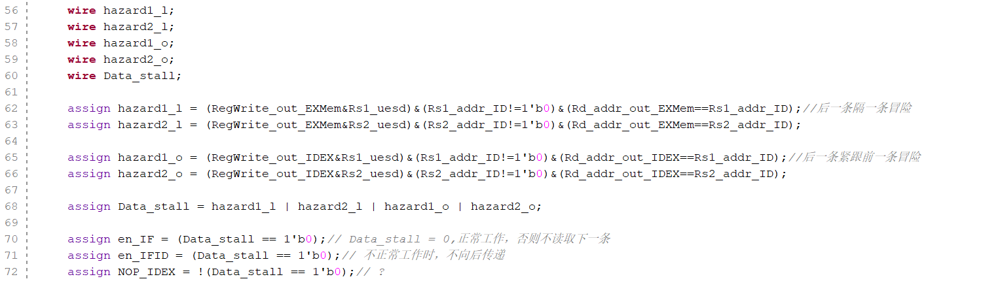 56 wire hazard1_l;
57 wire hazard2_l;
58 wire hazard1_o;
59 wire hazard2_o;
60 wire Data_stall;
61
62 assign hazard1_l = (RegWrite_out_EXMem&Rs1_uesd)&(Rs1_addr_ID!=1'b0)&(Rd_addr_out_EXMem==Rs1_addr_ID);//后一条隔一条冒险
63 assign hazard2_l = (RegWrite_out_EXMem&Rs2_uesd)&(Rs2_addr_ID!=1'b0)&(Rd_addr_out_EXMem==Rs2_addr_ID);
64
65 assign hazard1_o = (RegWrite_out_IDEX&Rs1_uesd)&(Rs1_addr_ID!=1'b0)&(Rd_addr_out_IDEX==Rs1_addr_ID);//后一条紧跟前一条冒险
66 assign hazard2_o = (RegWrite_out_IDEX&Rs2_uesd)&(Rs2_addr_ID!=1'b0)&(Rd_addr_out_IDEX==Rs2_addr_ID);
67
68 assign Data_stall = hazard1_l | hazard2_l | hazard1_o | hazard2_o;
69
70 assign en_IF = (Data_stall == 1'b0);// Data_stall = 0,正常工作，否则不读取下一条
71 assign en_IFID = (Data_stall == 1'b0);// 不正常工作时，不向后传递
72 assign NOP_IDEX = !(Data_stall == 1'b0);// ?